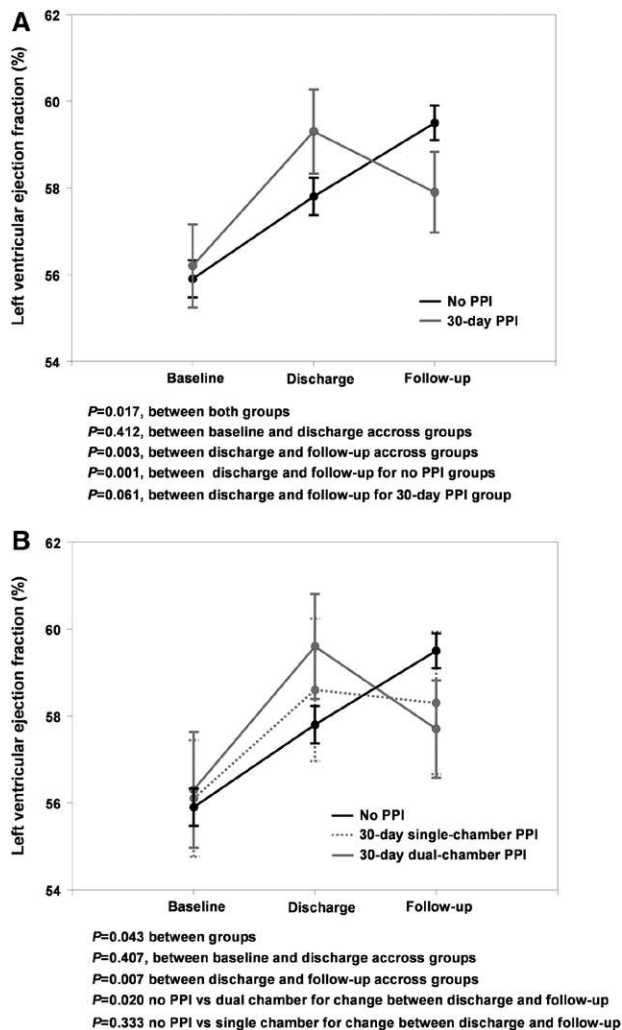 A
Left ventricular ejection fraction (%)
62
60
58
56
54
No PPI
30-day PPI
Baseline Discharge Follow-up
P=0.017, between both groups
P=0.412, between baseline and discharge accross groups
P=0.003, between discharge and follow-up accross groups
P=0.001, between discharge and follow-up for no PPI groups
P=0.061, between discharge and follow-up for 30-day PPI group
B
Left ventricular ejection fraction (%)
62
60
58
56
54
No PPI
30-day single-chamber PPI
30-day dual-chamber PPI
Baseline Discharge Follow-up
P=0.043 between groups
P=0.407, between baseline and discharge accross groups
P=0.007 between discharge and follow-up accross groups
P=0.020 no PPI vs dual chamber for change between discharge and follow-up
P=0.333 no PPI vs single chamber for change between discharge and follow-up